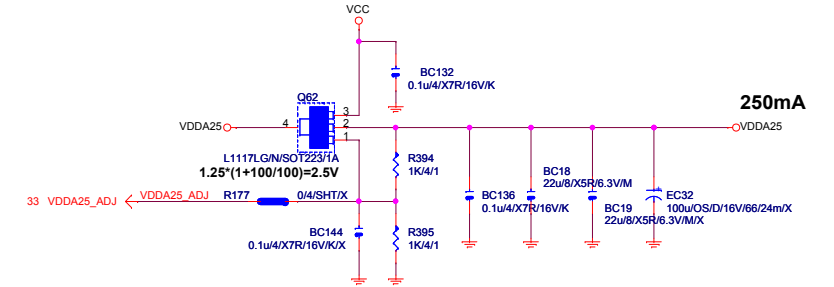 VCC
BC132
0.1u/4/X7R/16V/K
Q62
3
2
1
4
VDDA25
250mA
VDDA25
L1117LG/N/SOT223/1A
1.25*(1+100/100)=2.5V
R394
1K/4/1
BC136
0.1u/4/X7R/16V/K
BC18
22u/8/X5R/6.3V/M
BC19
22u/8/X5R/6.3V/M/X
EC32
100u/OS/D/16V/66/24m/X
33 VDDA25_ADJ
VDDA25_ADJ
R177
0/4/SHT/X
BC144
0.1u/4/X7R/16V/K/X
R395
1K/4/1